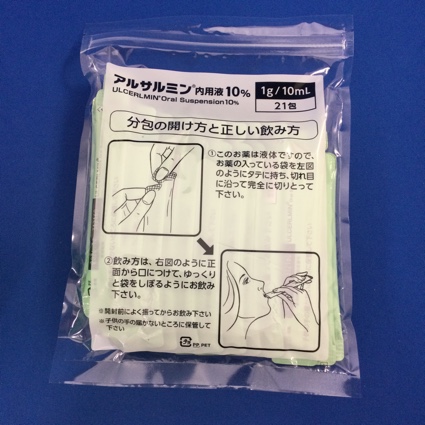 アルサルミン®内用液10%
ULCERLMIN®Oral Suspension10%
1g/10mL
21包
分包の開け方と正しい飲み方
①このお薬は液体ですので、
お薬の入っている袋を左図
のようにタテに持ち、切れ目
に沿って完全に切りとって
下さい。
②飲み方は、右図のように正
面から口につけて、ゆっくり
と袋をしぼるようにお飲み
下さい。
※開封前によく振ってからお飲み下さい
※子供の手の届かないところに保管して
下さい
PP, PET